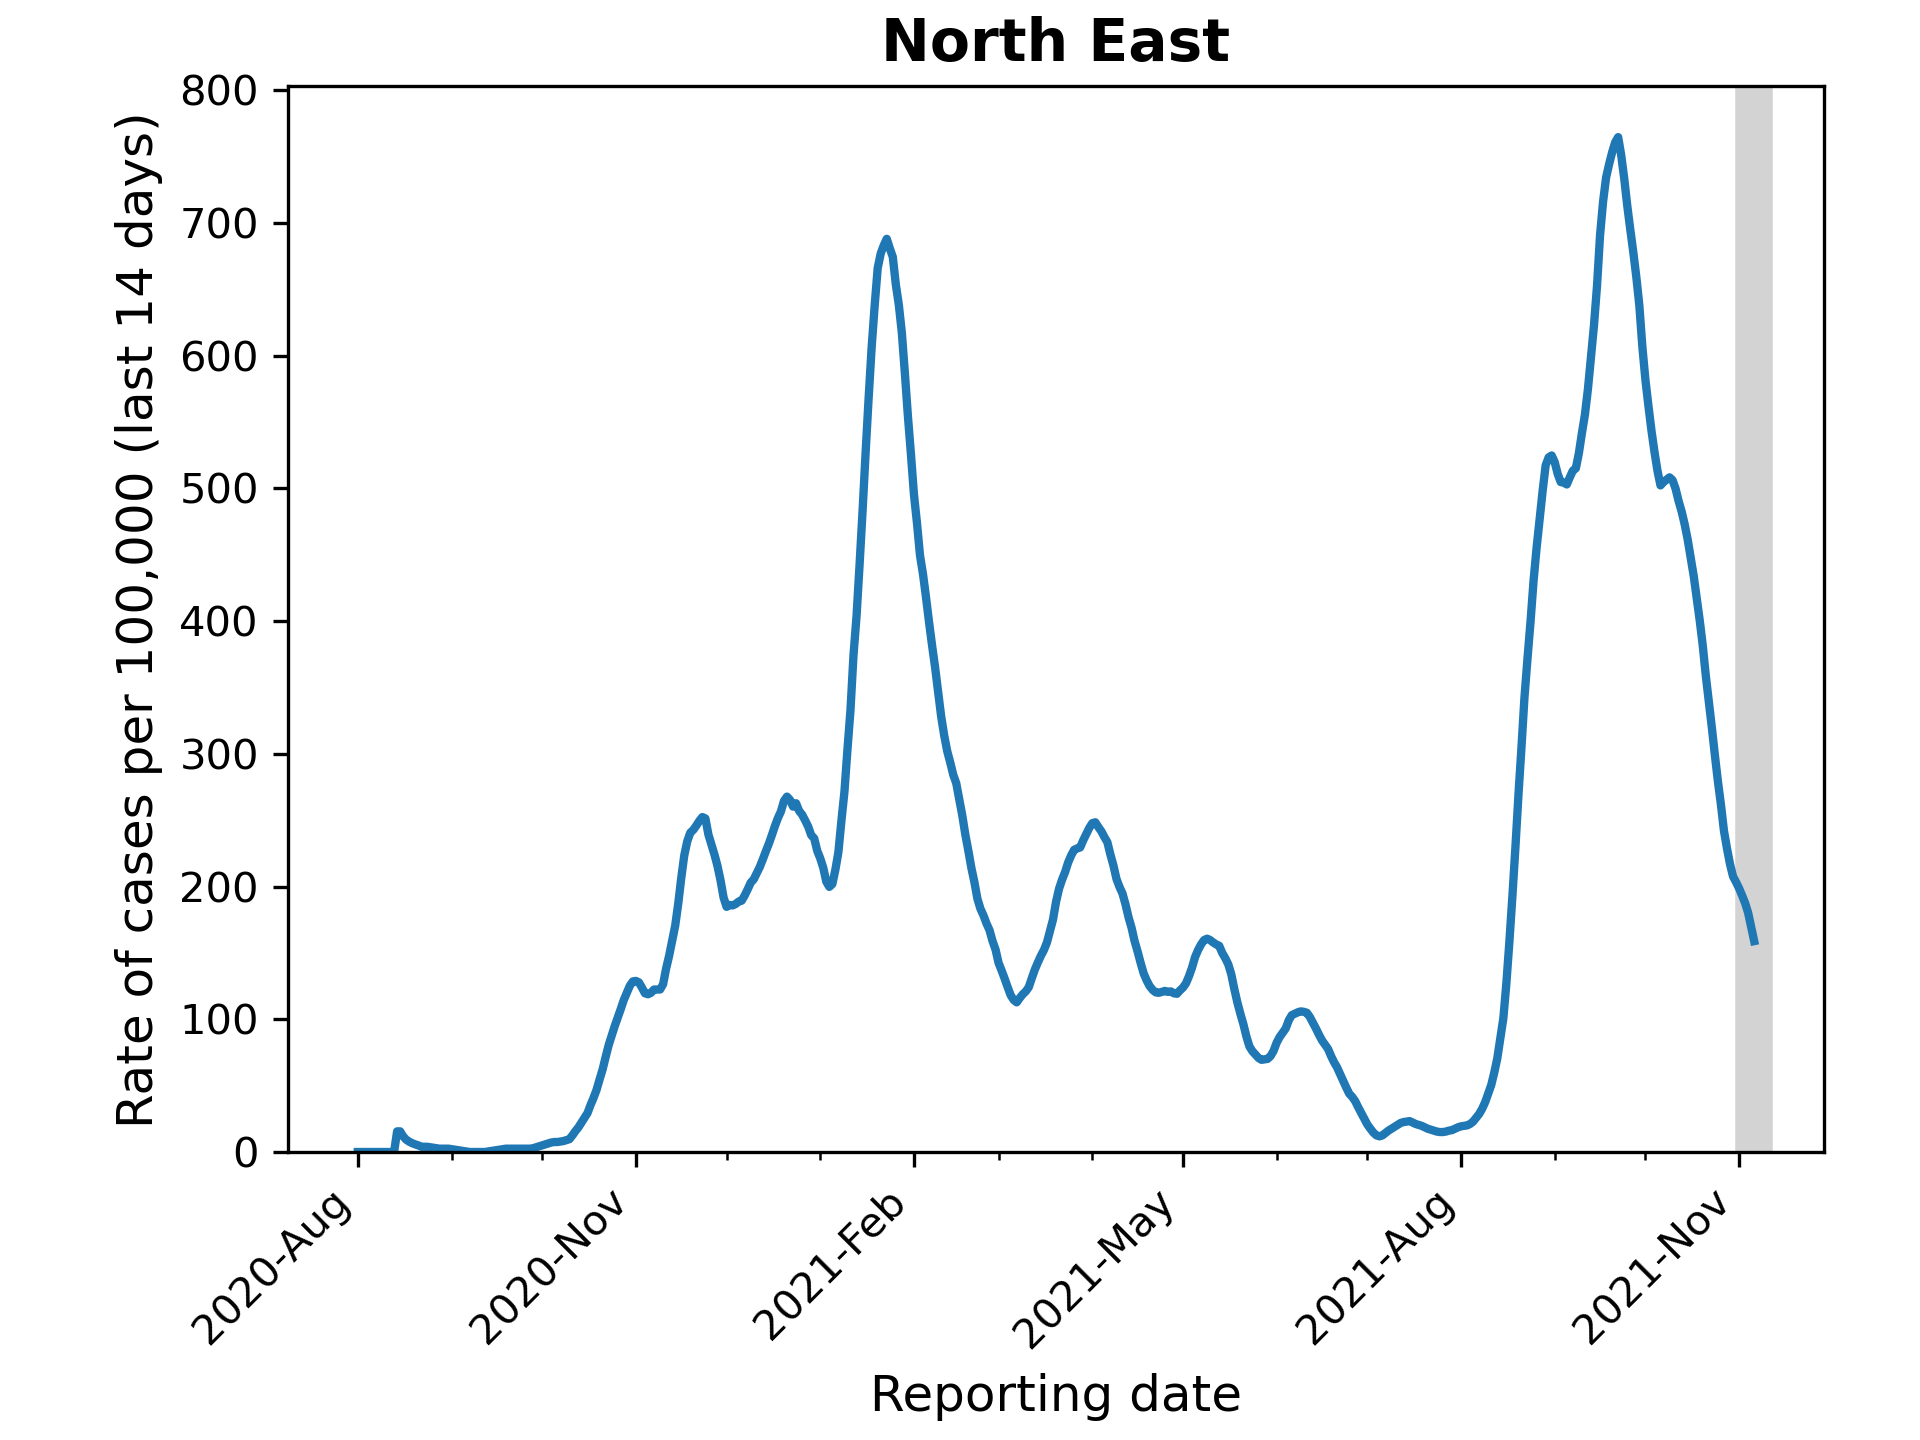 North East
Rate of cases per 100,000 (last 14 days)
800
700
600
500
400
300
200
100
0
2020-Aug
2020-Nov
2021-Feb
2021-May
2021-Aug
2021-Nov
Reporting date